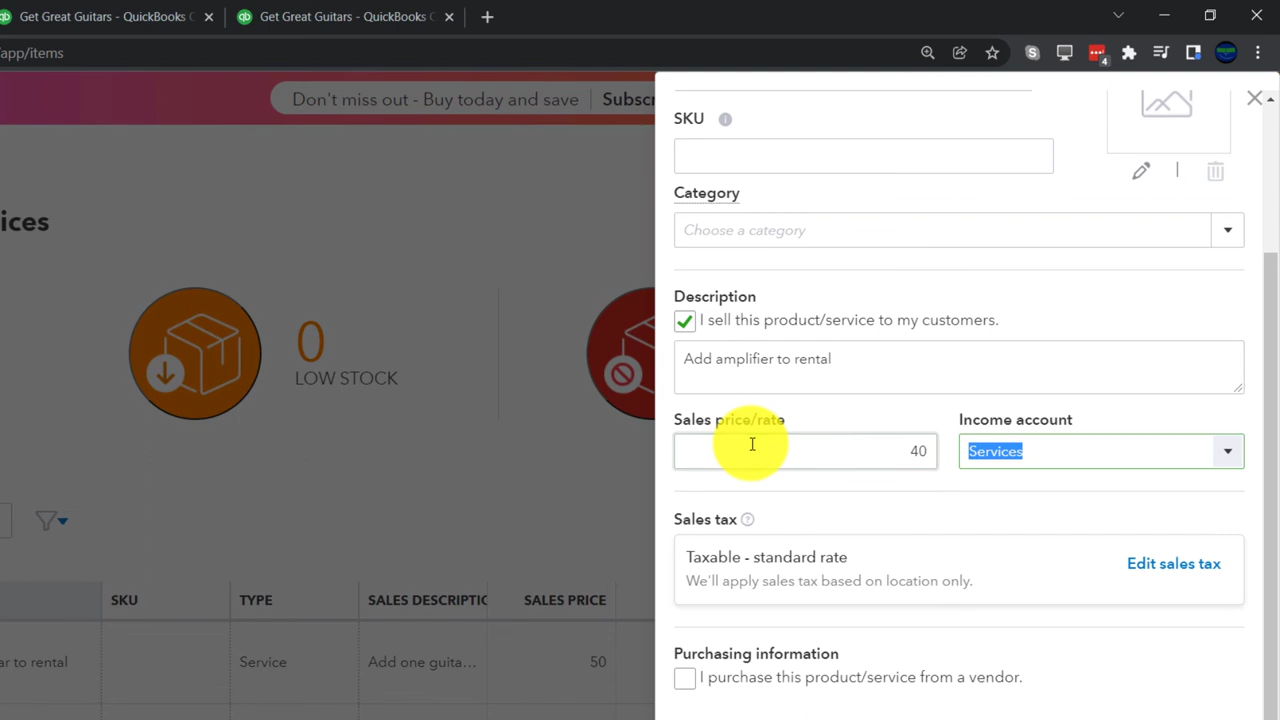 Get Great Guitars - QuickBooks C
Get Great Guitars - QuickBooks C
/app/items
4
Don't miss out - Buy today and save
Subscr
ices
0
LOW STOCK
SKU
TYPE
SALES DESCRIPTIC
SALES PRICE
ar to rental
Service
Add one guita...
50
SKU
Category
Choose a category
Description
I sell this product/service to my customers.
Add amplifier to rental
Sales price/rate
Income account
40
Services
Sales tax
Taxable - standard rate
Edit sales tax
We'll apply sales tax based on location only.
Purchasing information
I purchase this product/service from a vendor.